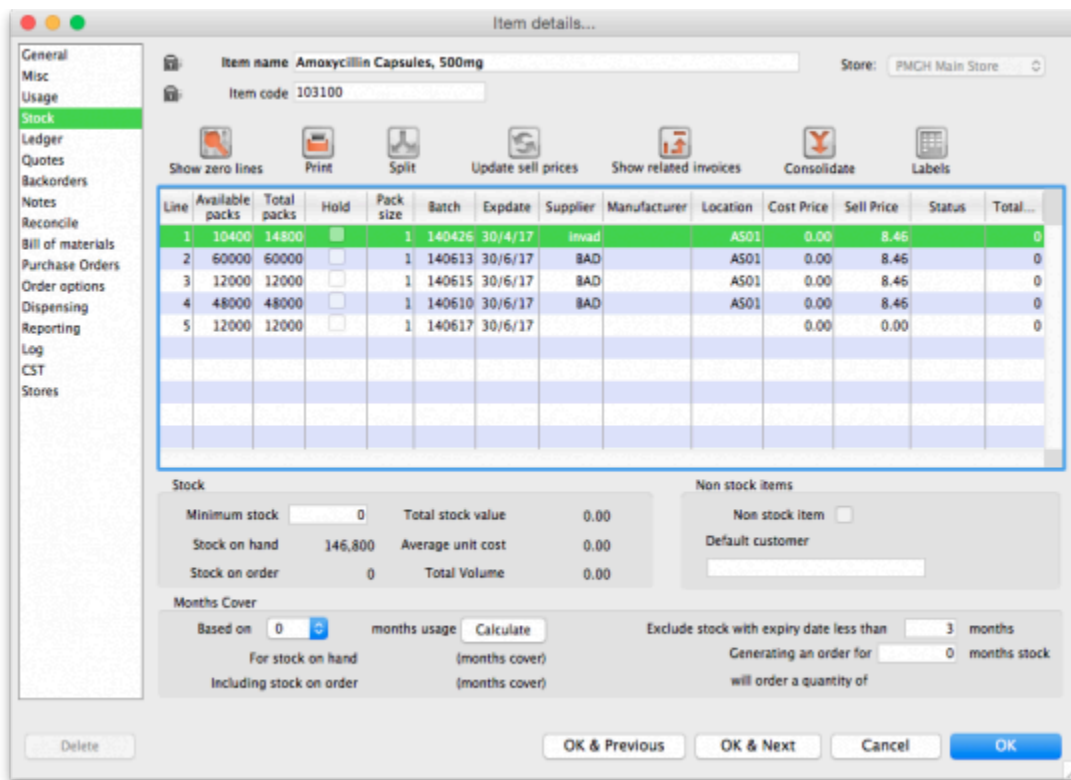 Item details...
General
Misc
Usage
Stock
Ledger
Quotes
Backorders
Notes
Reconcile
Bill of materials
Purchase Orders
Order options
Dispensing
Reporting
Log
CST
Stores
Item name Amoxycillin Capsules, 500mg Store: PMGH Main Store
Item code 103100
Show zero lines Print Split Update sell prices Show related invoices Consolidate Labels
Line Available packs Total packs Hold Pack size Batch Expdate Supplier Manufacturer Location Cost Price Sell Price Status Total...
1 10400 14800 1 140426 30/4/17 invad AS01 0.00 8.46 0
2 60000 60000 1 140613 30/6/17 BAD AS01 0.00 8.46 0
3 12000 12000 1 140615 30/6/17 BAD AS01 0.00 8.46 0
4 48000 48000 1 140610 30/6/17 BAD AS01 0.00 8.46 0
5 12000 12000 1 140617 30/6/17 0.00 0.00 0
Stock Non stock items
Minimum stock 0 Total stock value 0.00 Non stock item
Stock on hand 146,800 Average unit cost 0.00 Default customer
Stock on order 0 Total Volume 0.00
Months Cover
Based on 0 months usage Calculate Exclude stock with expiry date less than 3 months
For stock on hand (months cover) Generating an order for 0 months stock
Including stock on order (months cover) will order a quantity of
Delete OK & Previous OK & Next Cancel OK